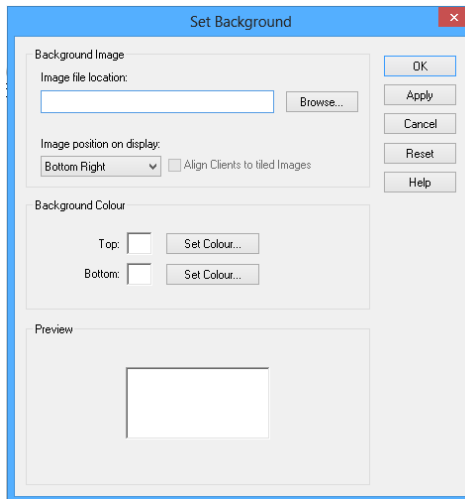 Set Background
Background Image
Image file location:
Browse...
Image position on display:
Bottom Right
Align Clients to tiled Images
Background Colour
Top:
Set Colour...
Bottom:
Set Colour...
Preview
OK
Apply
Cancel
Reset
Help